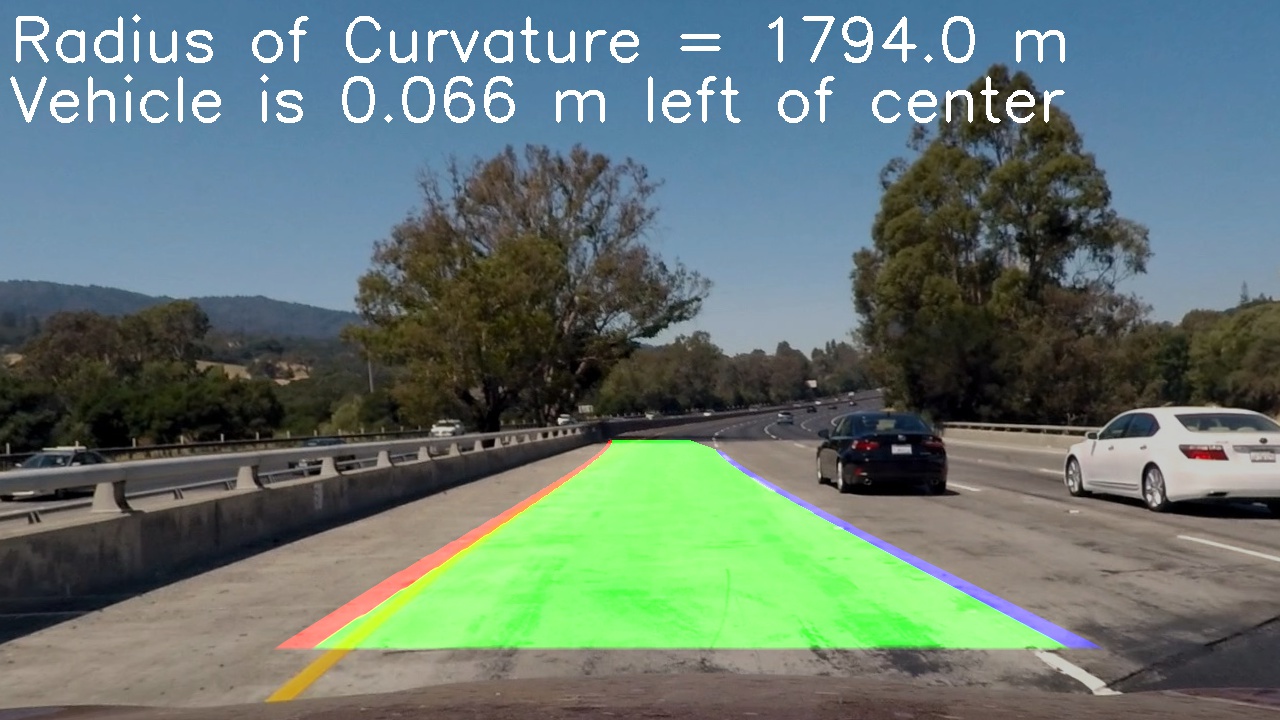 Radius of Curvature = 1794.0 m
Vehicle is 0.066 m left of center